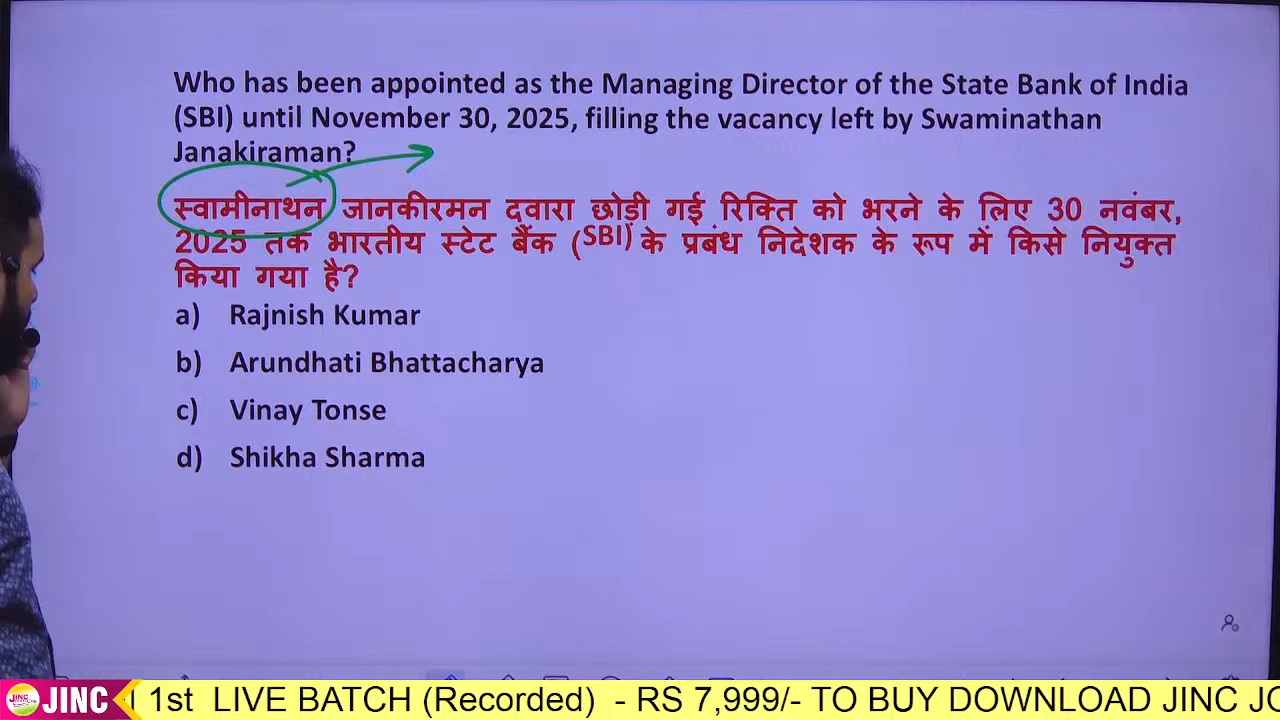 Who has been appointed as the Managing Director of the State Bank of India
(SBI) until November 30, 2025, filling the vacancy left by Swaminathan
Janakiraman?
स्वामीनाथन जानकीरमन दवारा छोड़ी गई रिक्ति को भरने के लिए 30 नवंबर,
2025 तक भारतीय स्टेट बैंक (SBI) के प्रबंध निदेशक के रूप में किसे नियुक्त
किया गया है?
a) Rajnish Kumar
b) Arundhati Bhattacharya
c) Vinay Tonse
d) Shikha Sharma
JINC 1st LIVE BATCH (Recorded) - RS 7,999/- TO BUY DOWNLOAD JINC